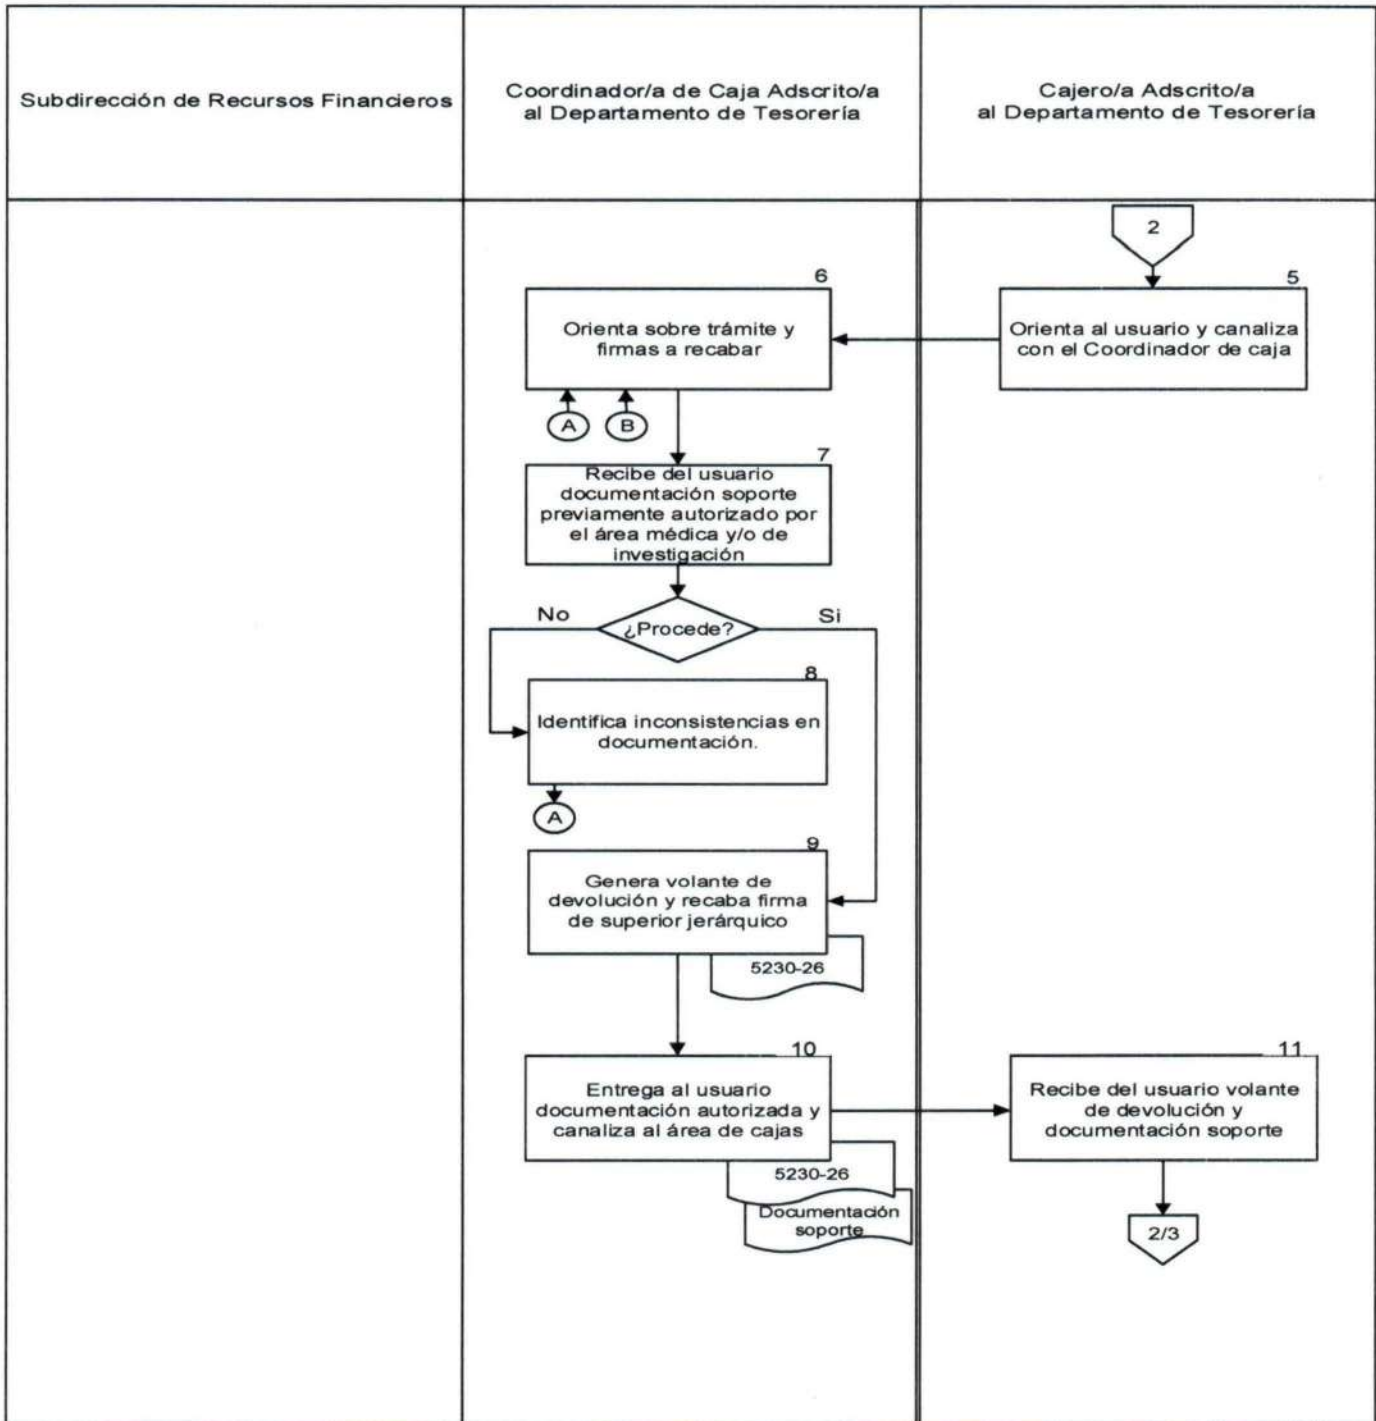 Subdirección de Recursos Financieros
Coordinador/a de Caja Adscrito/a
al Departamento de Tesorería
Cajero/a Adscrito/a
al Departamento de Tesorería
2
5
Orienta al usuario y canaliza
con el Coordinador de caja
6
Orienta sobre trámite y
firmas a recabar
A
B
7
Recibe del usuario
documentación soporte
previamente autorizado por
el área médica y/o de
investigación
¿Procede?
No
Si
8
Identifica inconsistencias en
documentación.
A
9
Genera volante de
devolución y recaba firma
de superior jerárquico
5230-26
10
Entrega al usuario
documentación autorizada y
canaliza al área de cajas
5230-26
Documentación
soporte
11
Recibe del usuario volante
de devolución y
documentación soporte
2/3